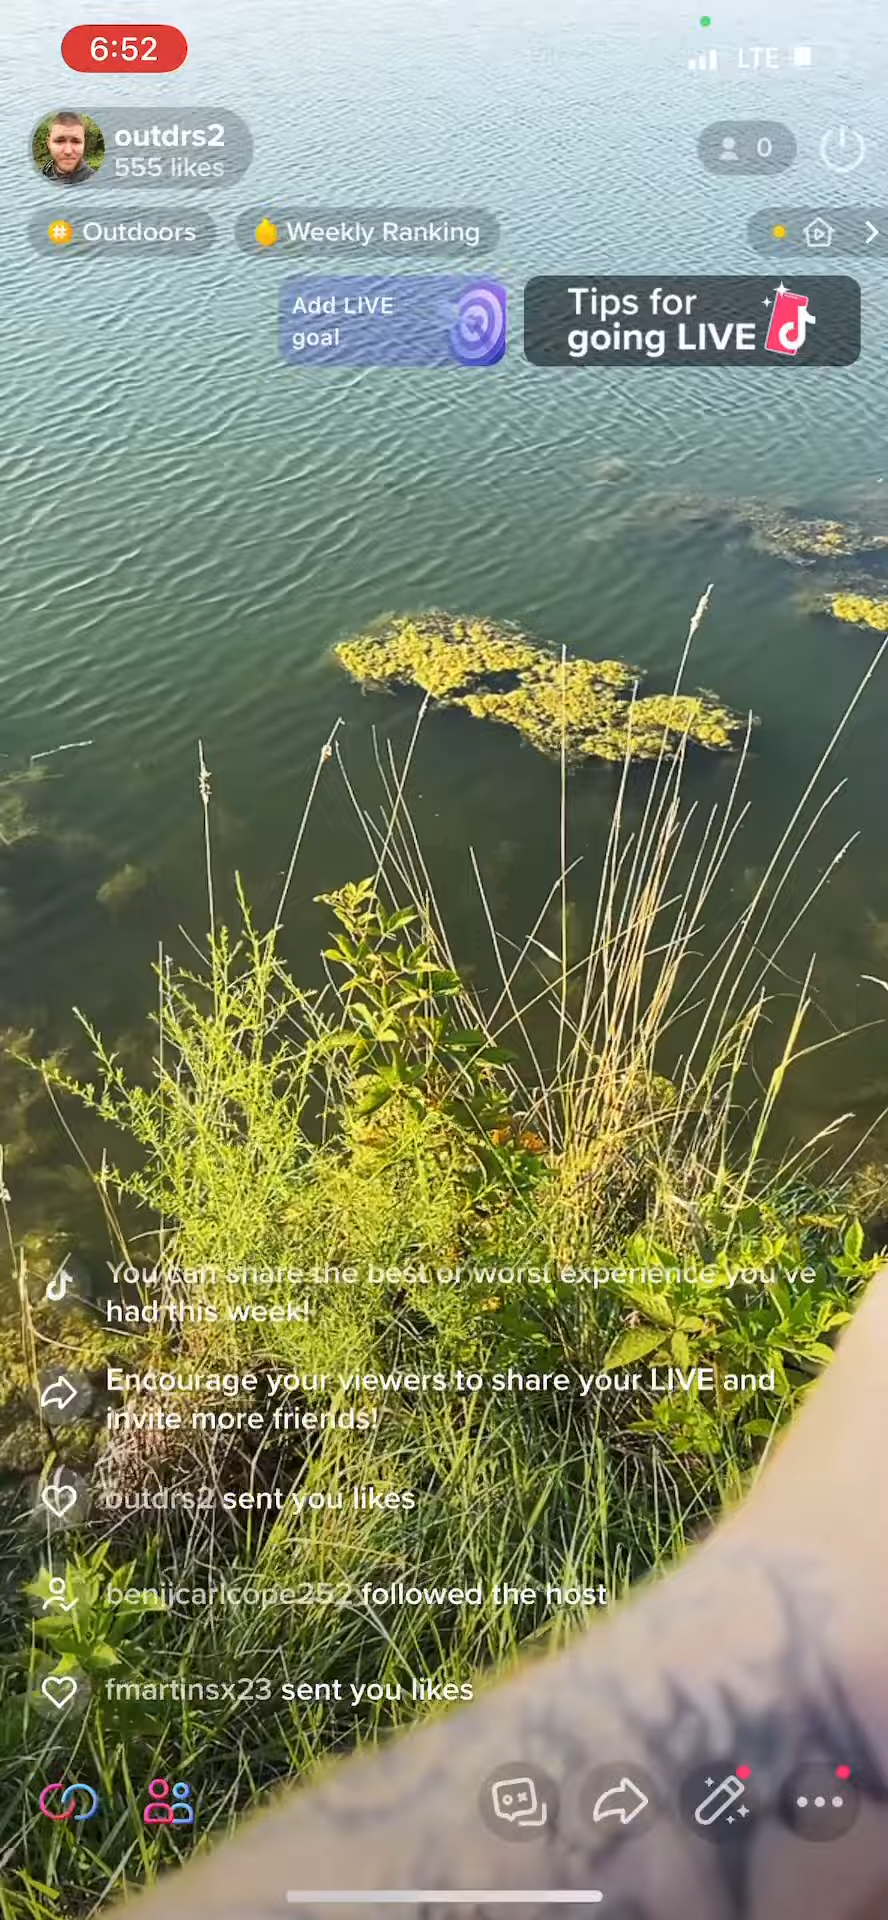 6:52
LTE
outdrs2
555 likes
0
Outdoors
Weekly Ranking
Add LIVE
goal
Tips for
going LIVE
You can share the best or worst experience you've
had this week!
Encourage your viewers to share your LIVE and
invite more friends!
outdrs2 sent you likes
benjicarlcope252 followed the host
fmartinsx23 sent you likes